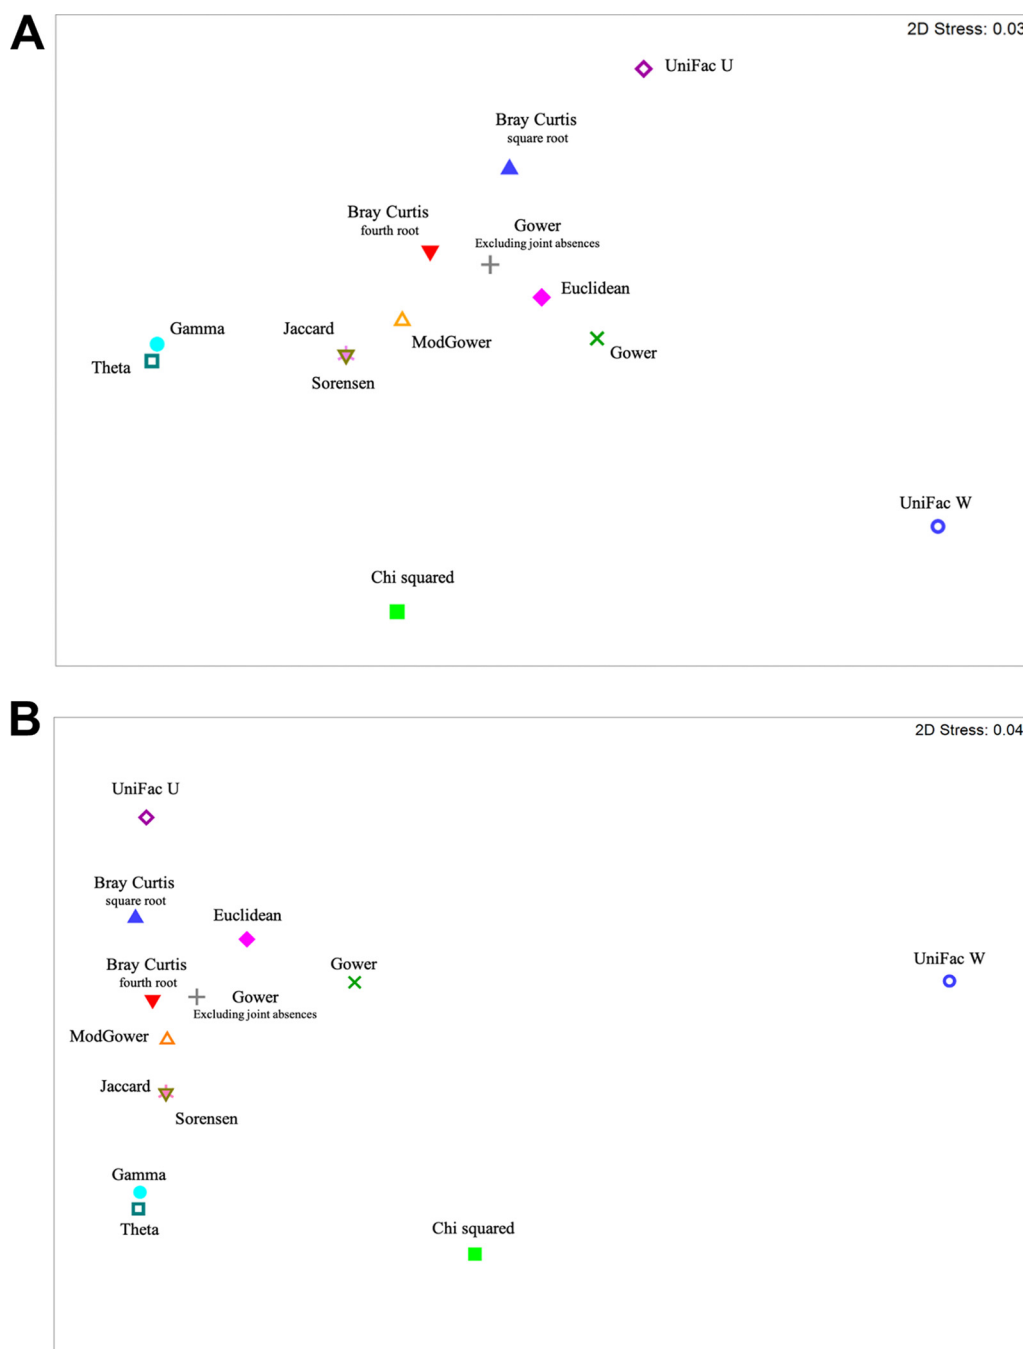 A
2D Stress: 0.03
UniFac U
Bray Curtis
square root
Bray Curtis
fourth root
Gower
Excluding joint absences
Euclidean
Gamma
Jaccard
ModGower
Gower
Theta
Sorensen
UniFac W
Chi squared
B
2D Stress: 0.04
UniFac U
Bray Curtis
square root
Euclidean
Bray Curtis
fourth root
Gower
UniFac W
Gower
Excluding joint absences
ModGower
Jaccard
Sorensen
Gamma
Theta
Chi squared